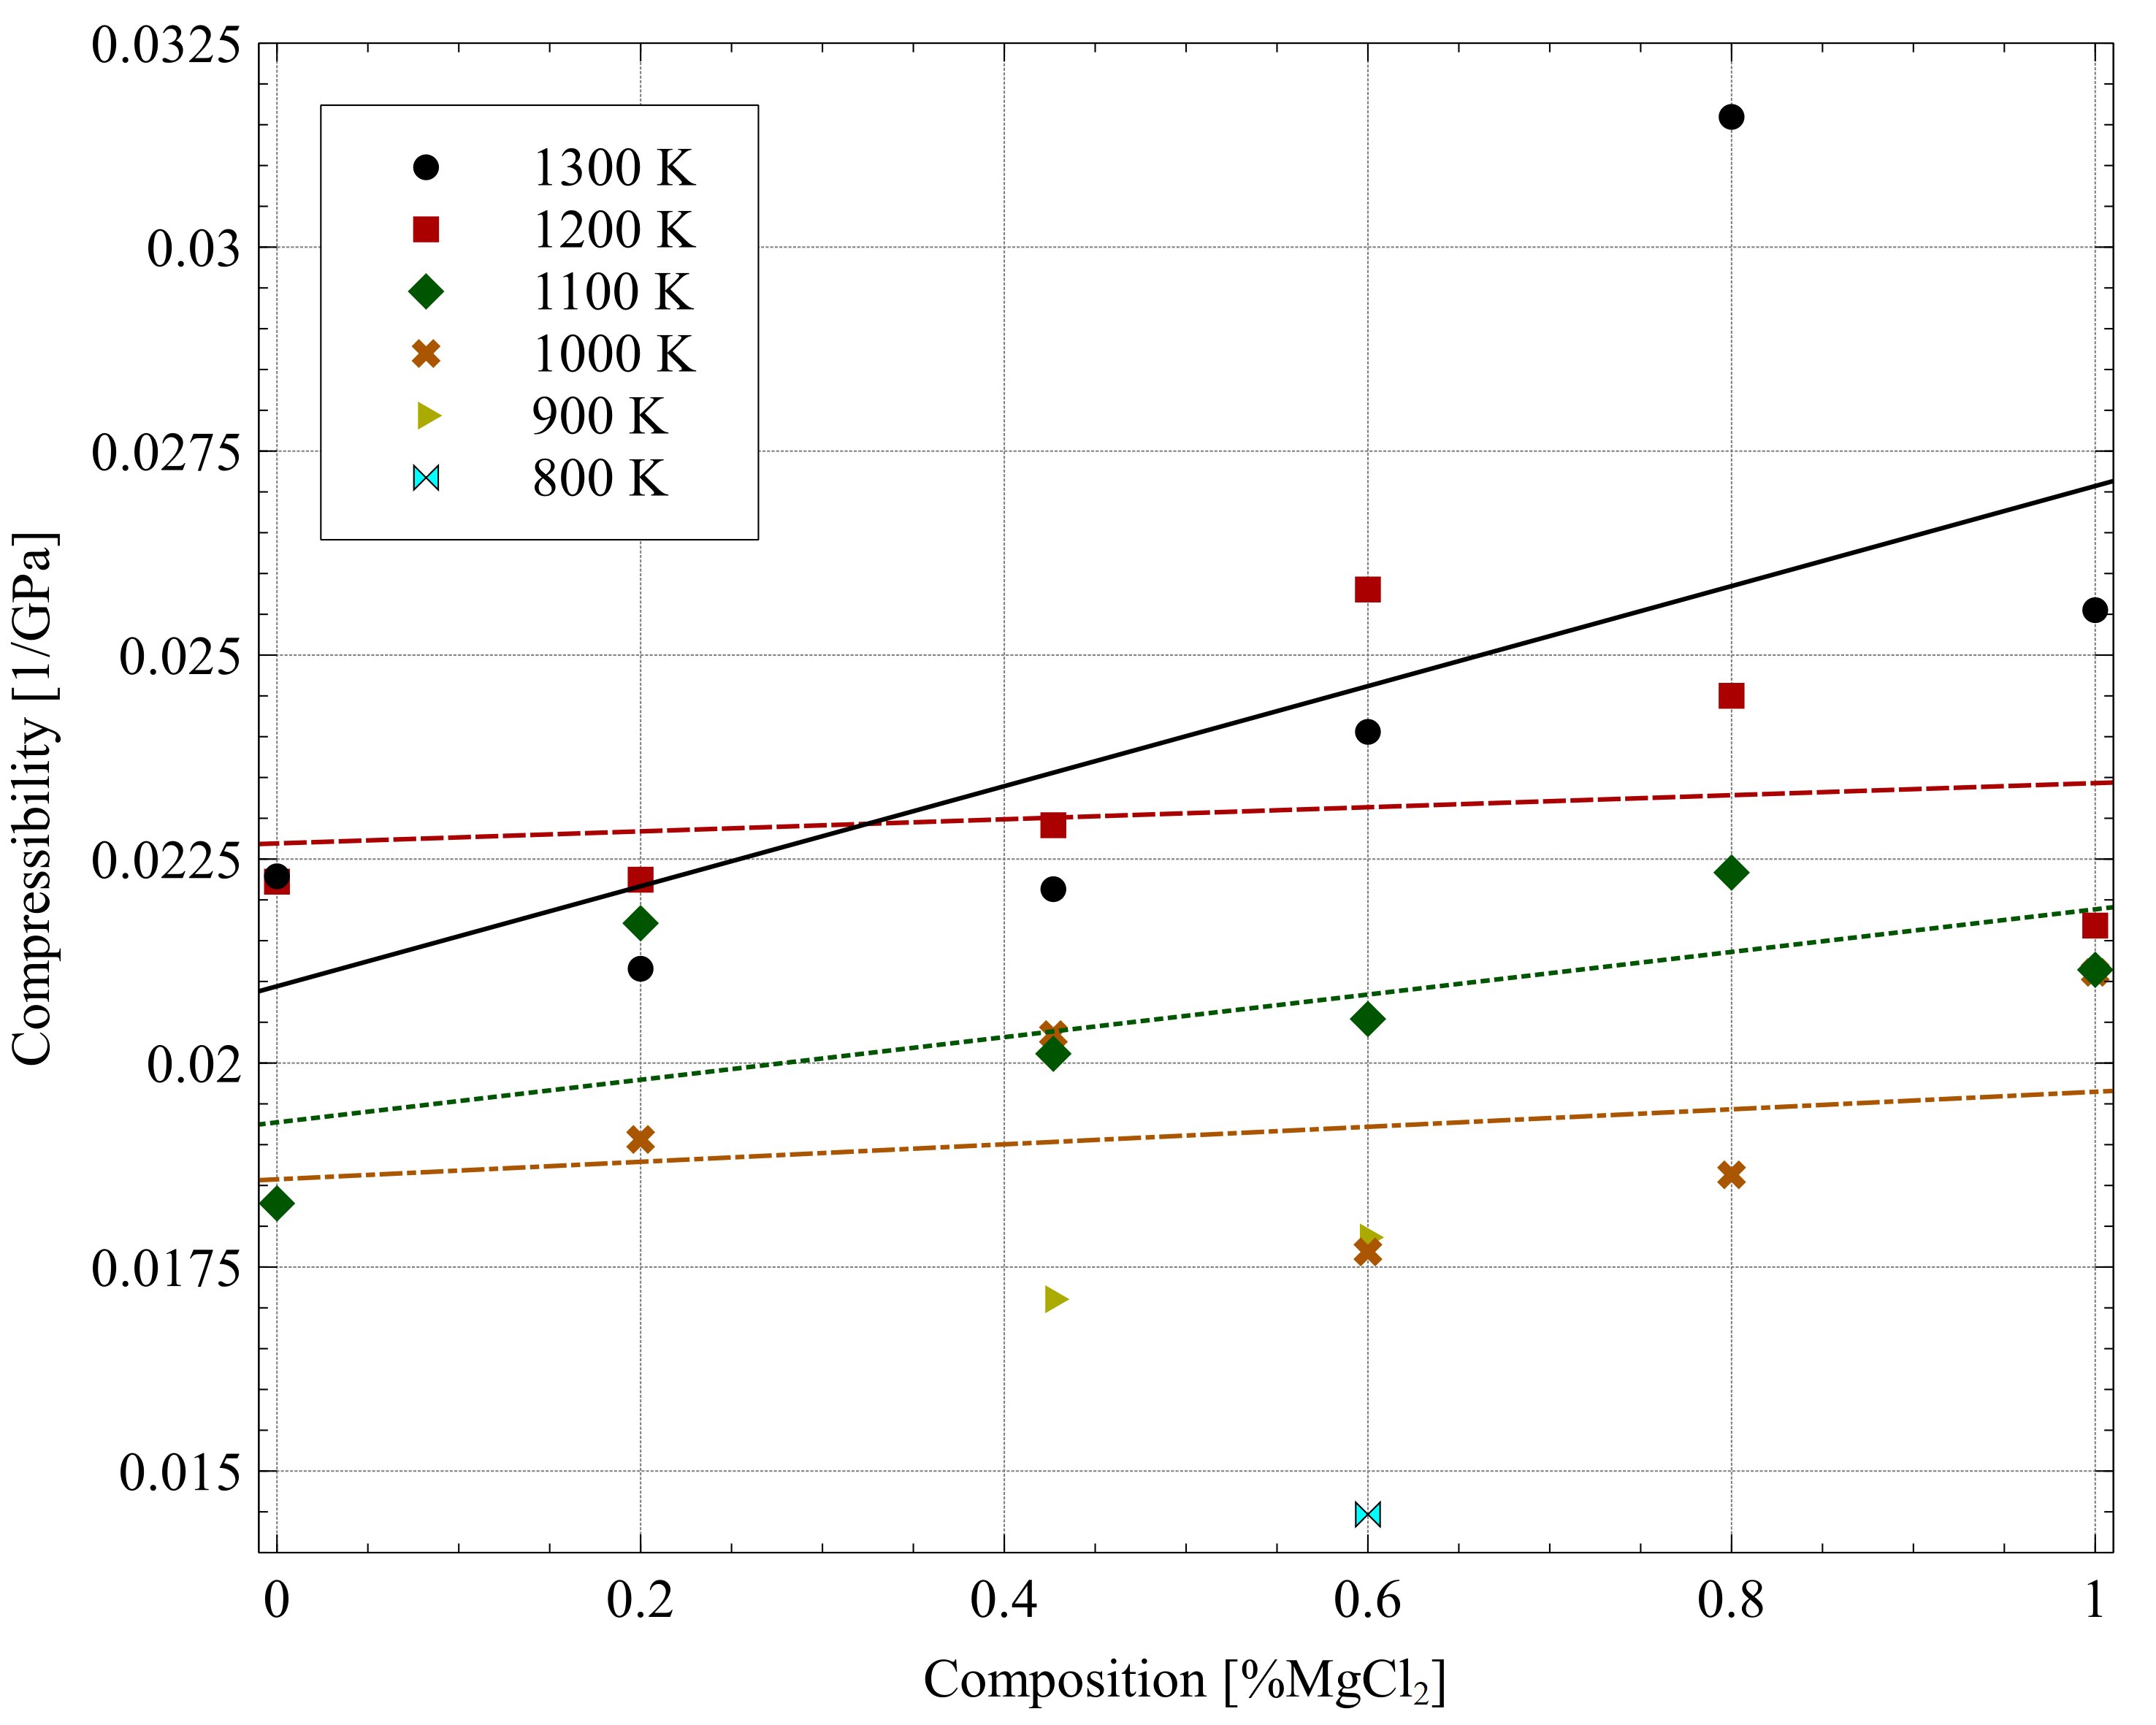 0.0325
0.03
0.0275
0.025
0.0225
0.02
0.0175
0.015
Compressibility [1/GPa]
1300 K
1200 K
1100 K
1000 K
900 K
800 K
0 0.2 0.4 0.6 0.8 1
Composition [%MgCl₂]